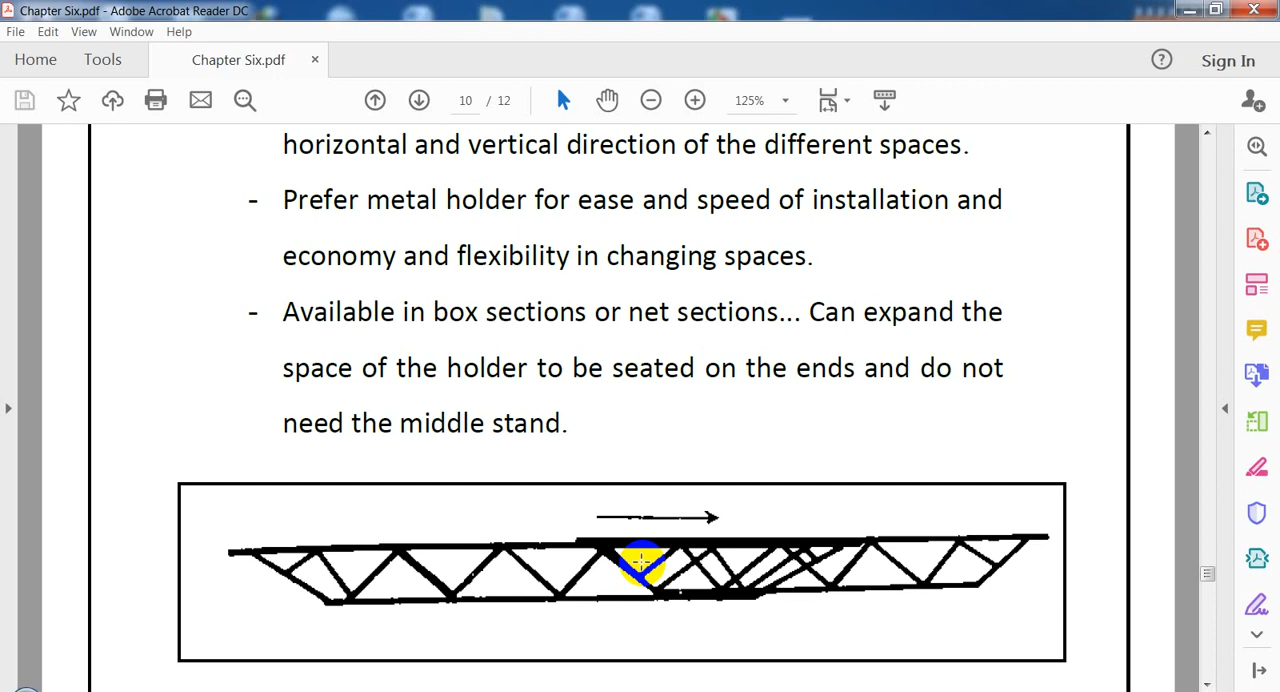 Chapter Six.pdf - Adobe Acrobat Reader DC
File Edit View Window Help
Home Tools Chapter Six.pdf × Sign In
10 / 12 125%
horizontal and vertical direction of the different spaces.
- Prefer metal holder for ease and speed of installation and
economy and flexibility in changing spaces.
- Available in box sections or net sections... Can expand the
space of the holder to be seated on the ends and do not
need the middle stand.